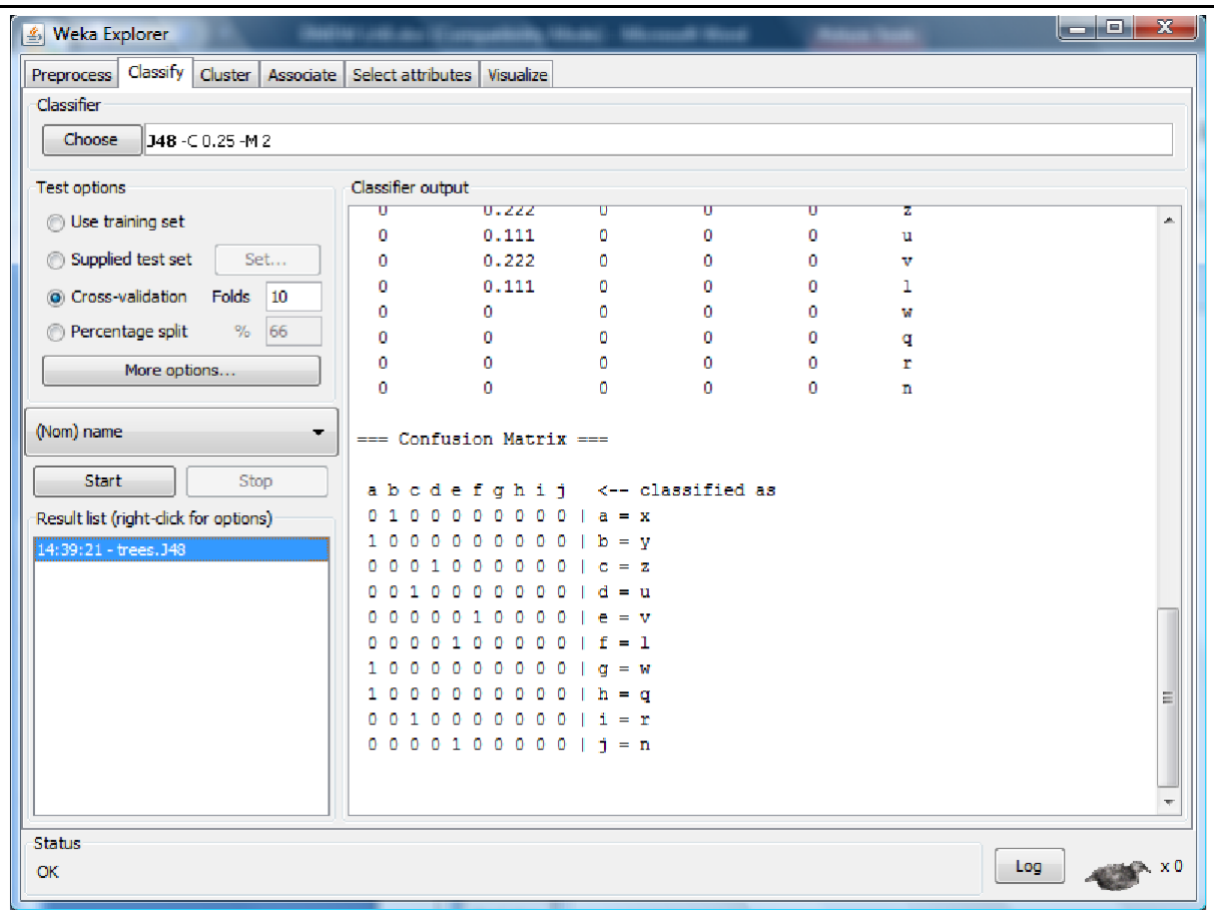 Weka Explorer
Preprocess Classify Cluster Associate Select attributes Visualize
Classifier
Choose J48 -C 0.25 -M 2
Test options
Use training set
Supplied test set Set...
Cross-validation Folds 10
Percentage split % 66
More options...
(Nom) name
Start Stop
Result list (right-click for options)
14:39:21 - trees.J48
Classifier output
0 0.222 0 0 0 z
0 0.111 0 0 0 u
0 0.222 0 0 0 v
0 0.111 0 0 0 l
0 0 0 0 0 w
0 0 0 0 0 q
0 0 0 0 0 r
0 0 0 0 0 n
=== Confusion Matrix ===
a b c d e f g h i j <-- classified as
0 1 0 0 0 0 0 0 0 0 | a = x
1 0 0 0 0 0 0 0 0 0 | b = y
0 0 0 1 0 0 0 0 0 0 | c = z
0 0 1 0 0 0 0 0 0 0 | d = u
0 0 0 0 0 1 0 0 0 0 | e = v
0 0 0 0 1 0 0 0 0 0 | f = l
1 0 0 0 0 0 0 0 0 0 | g = w
1 0 0 0 0 0 0 0 0 0 | h = q
0 0 1 0 0 0 0 0 0 0 | i = r
0 0 0 0 1 0 0 0 0 0 | j = n
Status
OK
Log x 0